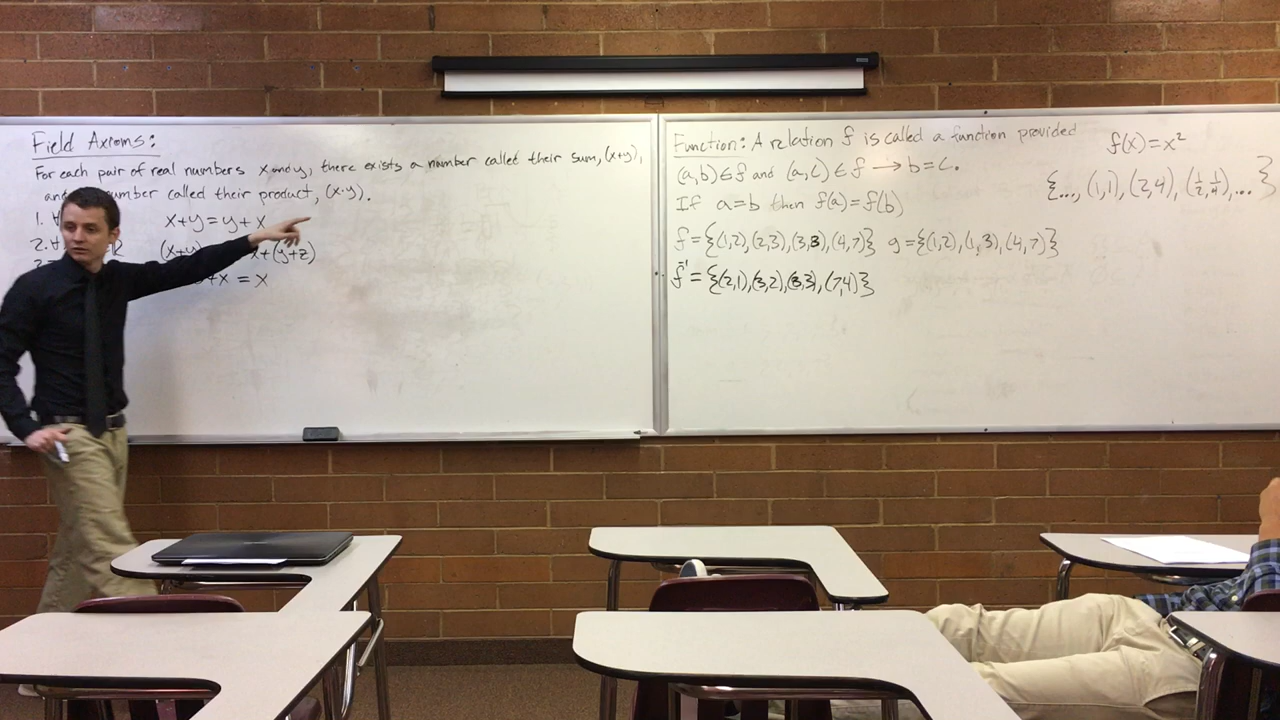 Field Axioms:
For each pair of real numbers x and y, there exists a number called their sum, (x+y),
and number called their product, (x·y).
1. x+y=y+x
2. (x+y) x+(y+z)
+x = x
Function: A relation f is called a function provided
(a,b)∈f and (a,c)∈f → b=c.
If a=b then f(a)=f(b)
f={(1,2),(2,3),(3,3),(4,7)} g={(1,2),(1,3),(4,7)}
f⁻¹={(2,1),(3,2),(3,3),(7,4)}
f(x)=x²
{...,(1,1),(2,4),(1/2,1/4),...}